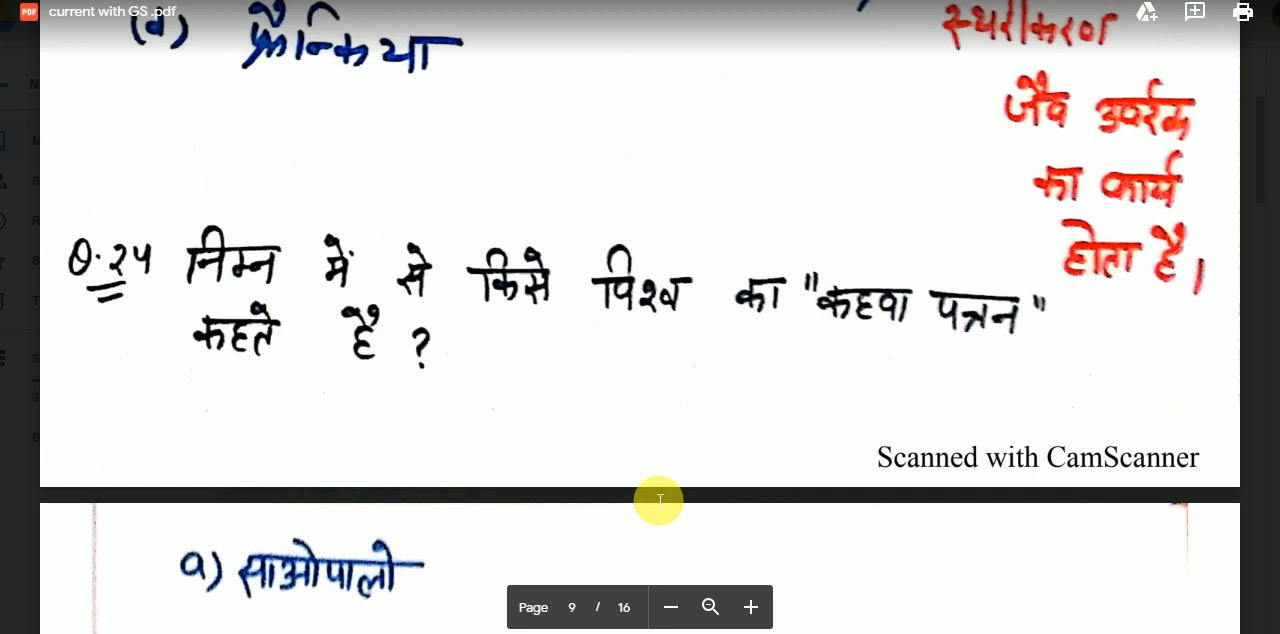 current with GS .pdf
(d) फ्रैन्किया
स्थरीकरण
जैव उर्वरक
का कार्य
होता है।
Q.24 निम्न में से किसे विश्व का "कहवा पत्तन"
कहते है ?
Scanned with CamScanner
a) साओपालो
Page 9 / 16